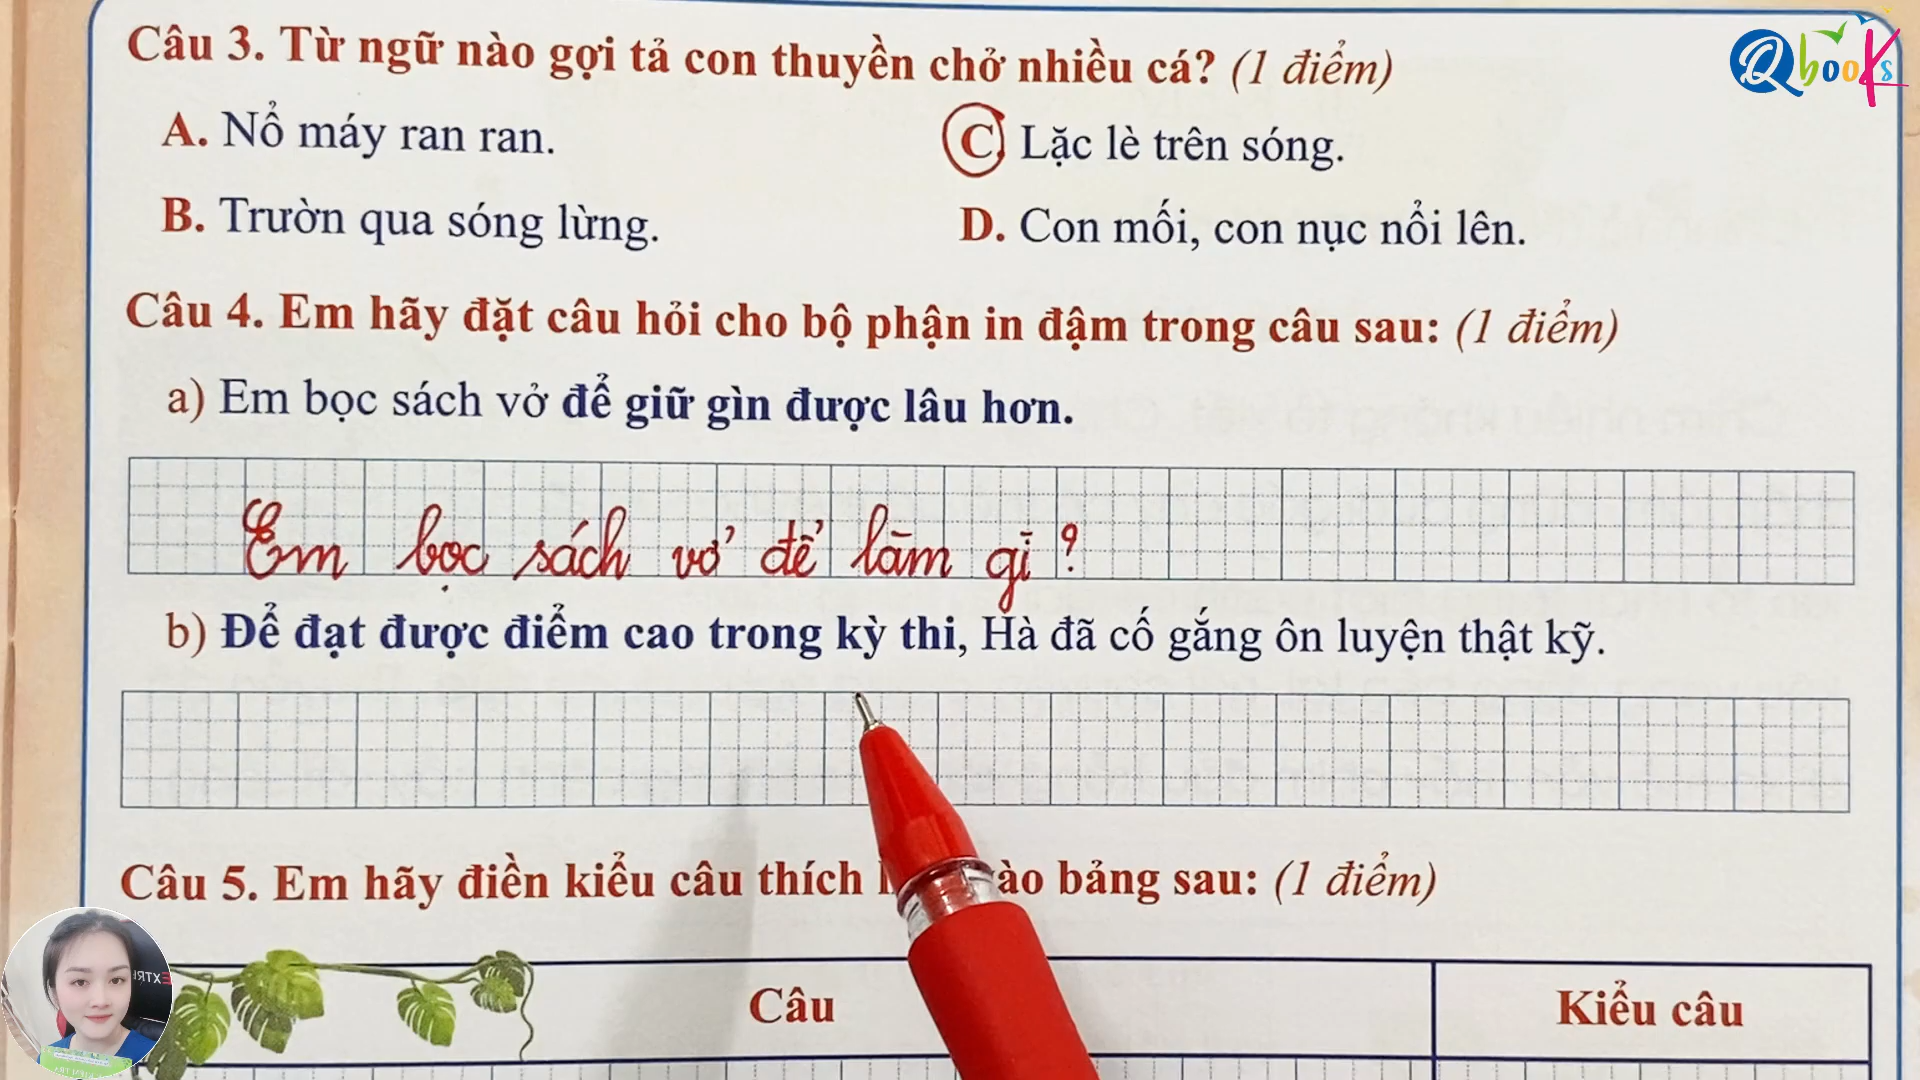 Qbooks
Câu 3. Từ ngữ nào gợi tả con thuyền chở nhiều cá? (1 điểm)
A. Nổ máy ran ran.
C. Lặc lè trên sóng.
B. Trườn qua sóng lừng.
D. Con mối, con nục nổi lên.
Câu 4. Em hãy đặt câu hỏi cho bộ phận in đậm trong câu sau: (1 điểm)
a) Em bọc sách vở để giữ gìn được lâu hơn.
Em bọc sách vở để làm gì?
b) Để đạt được điểm cao trong kỳ thi, Hà đã cố gắng ôn luyện thật kỹ.
Câu 5. Em hãy điền kiểu câu thích vào bảng sau: (1 điểm)
Câu
Kiểu câu